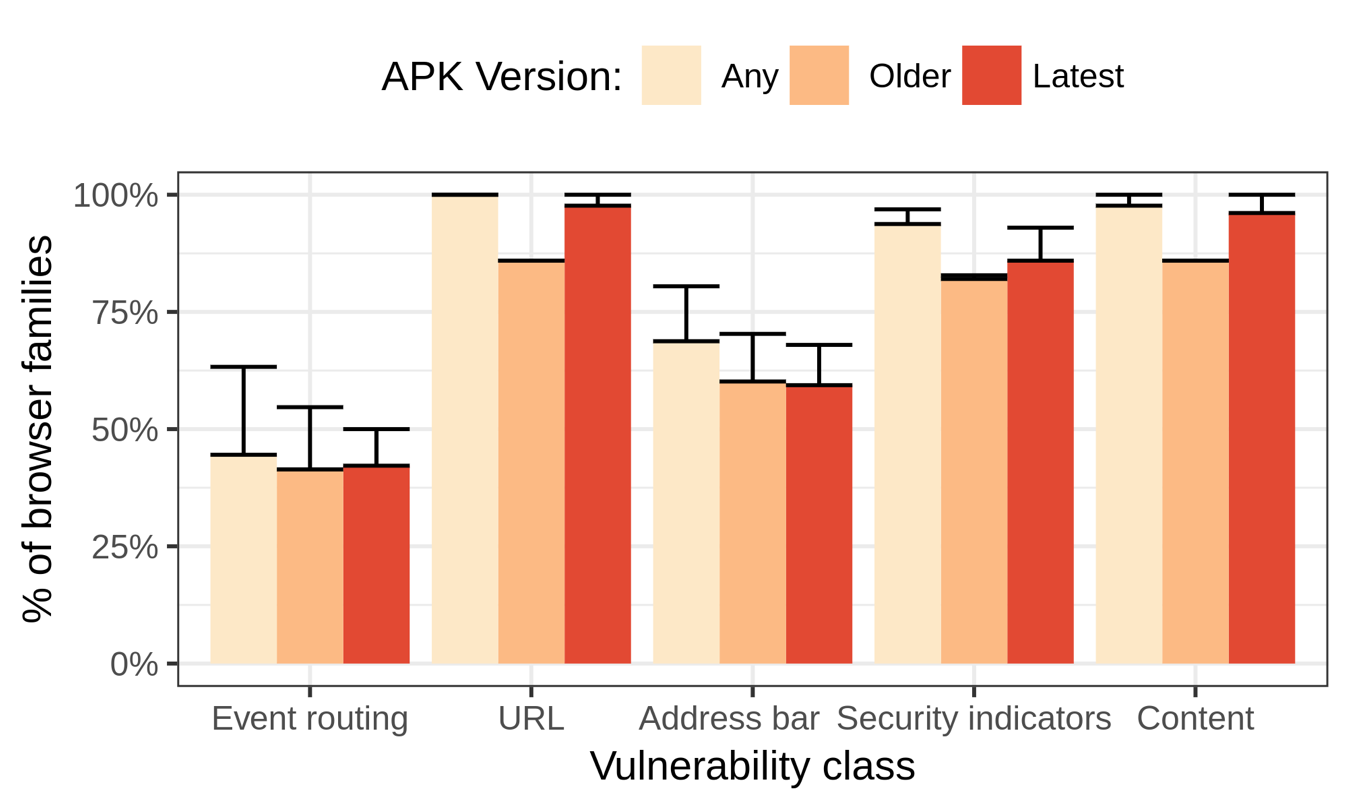 APK Version: Any Older Latest
% of browser families
100%
75%
50%
25%
0%
Event routing URL Address bar Security indicators Content
Vulnerability class